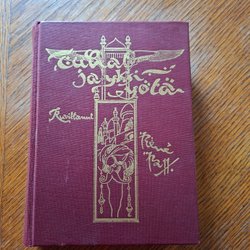 Tuhat
ja yksi
yötä
Kuvittanut
René Bull.